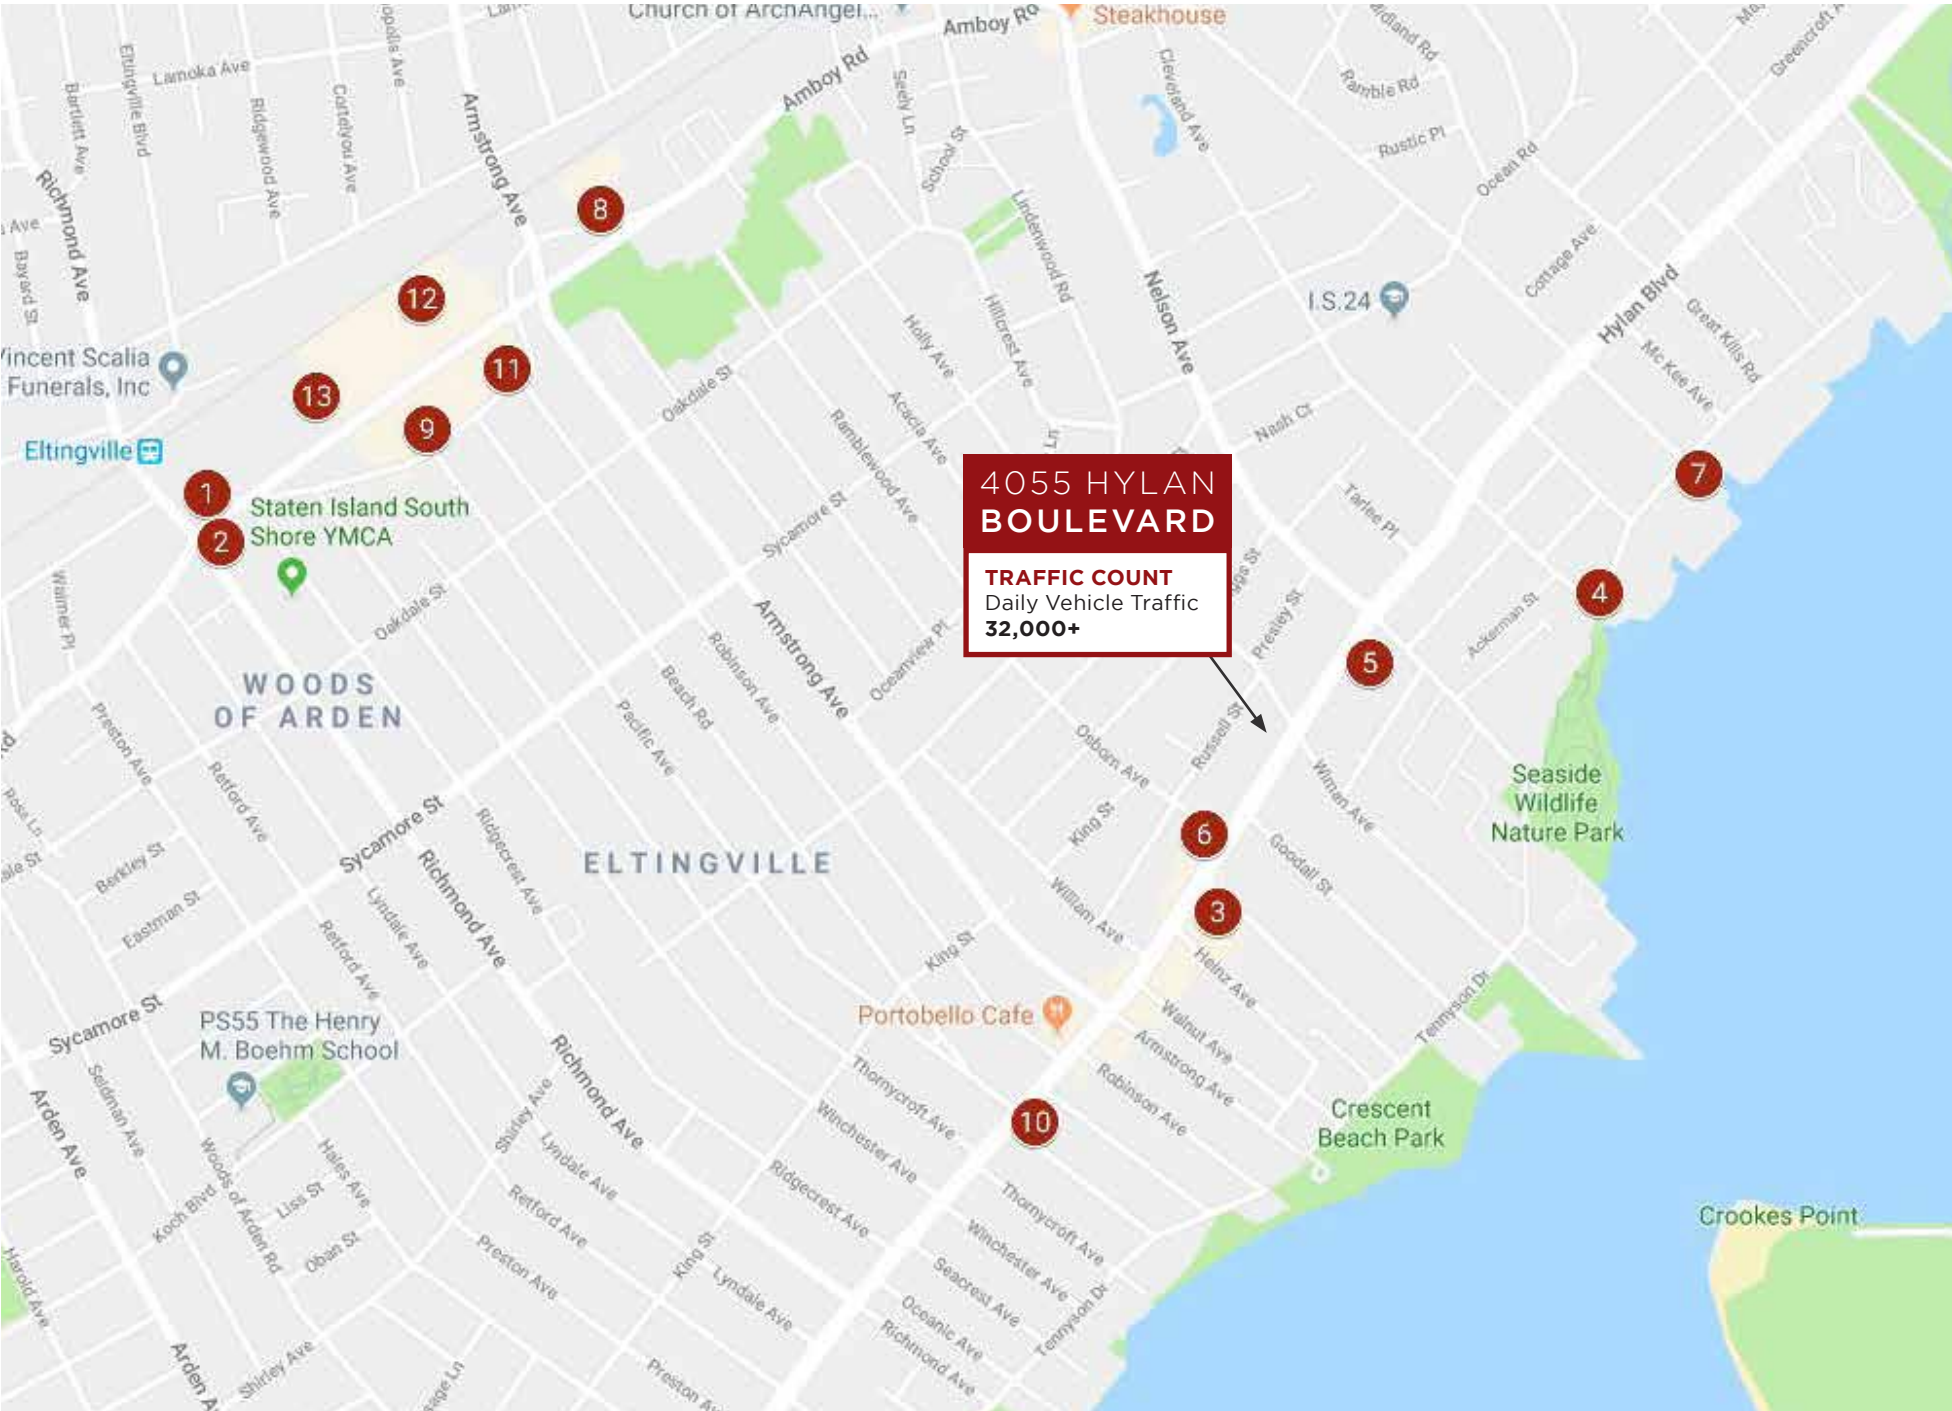 Church of ArchAngel...
Amboy Rd
Steakhouse
Lamoka Ave
Eltingville Blvd
Bartlett Ave
Ridgewood Ave
Cortelyou Ave
Armstrong Ave
Amboy Rd
Seely Ln
School St
Cleveland Ave
Ramble Rd
Rustic Pl
Ocean Rd
Richmond Ave
Ave
Bayard St
8
Lindenwood Rd
Cottage Ave
Hylan Blvd
12
Nelson Ave
I.S.24
Great Kills Rd
Mc Kee Ave
Vincent Scalia
Funerals, Inc
13
11
9
Oakdale St
Holly Ave
Hillcrest Ave
Acacia Ave
Ramblewood Ave
Ln
Nash Ct
Eltingville
1
2
Staten Island South
Shore YMCA
Sycamore St
4055 HYLAN
BOULEVARD
TRAFFIC COUNT
Daily Vehicle Traffic
32,000+
Tarlee Pl
7
4
Walmer Pl
Oakdale St
Armstrong Ave
Robinson Ave
Beach Rd
Pacific Ave
Oceanview Pl
Presley St
5
Ackerman St
WOODS
OF ARDEN
Preston Ave
Retford Ave
Rosa Ln
Russell St
Osborn Ave
Wiman Ave
Seaside
Wildlife
Nature Park
Sycamore St
Ridgecrest Ave
Richmond Ave
ELTINGVILLE
King St
6
3
Goodall St
Berkley St
Eastman St
Lyndale Ave
Retford Ave
William Ave
King St
Heinz Ave
Walnut Ave
Armstrong Ave
Robinson Ave
Tennyson Dr
Sycamore St
PS55 The Henry
M. Boehm School
Portobello Cafe
10
Seldman Ave
Arden Ave
Richmond Ave
Shirley Ave
Thornycroft Ave
Winchester Ave
Ridgecrest Ave
Crescent
Beach Park
Woods of Arden Rd
Hales Ave
Liss St
Koch Blvd
Oban St
Lyndale Ave
Retford Ave
Preston Ave
King St
Lyndale Ave
Thornycroft Ave
Winchester Ave
Seacrest Ave
Oceanic Ave
Richmond Ave
Tennyson Dr
Crookes Point
Harold Ave
Shirley Ave
Preston Av